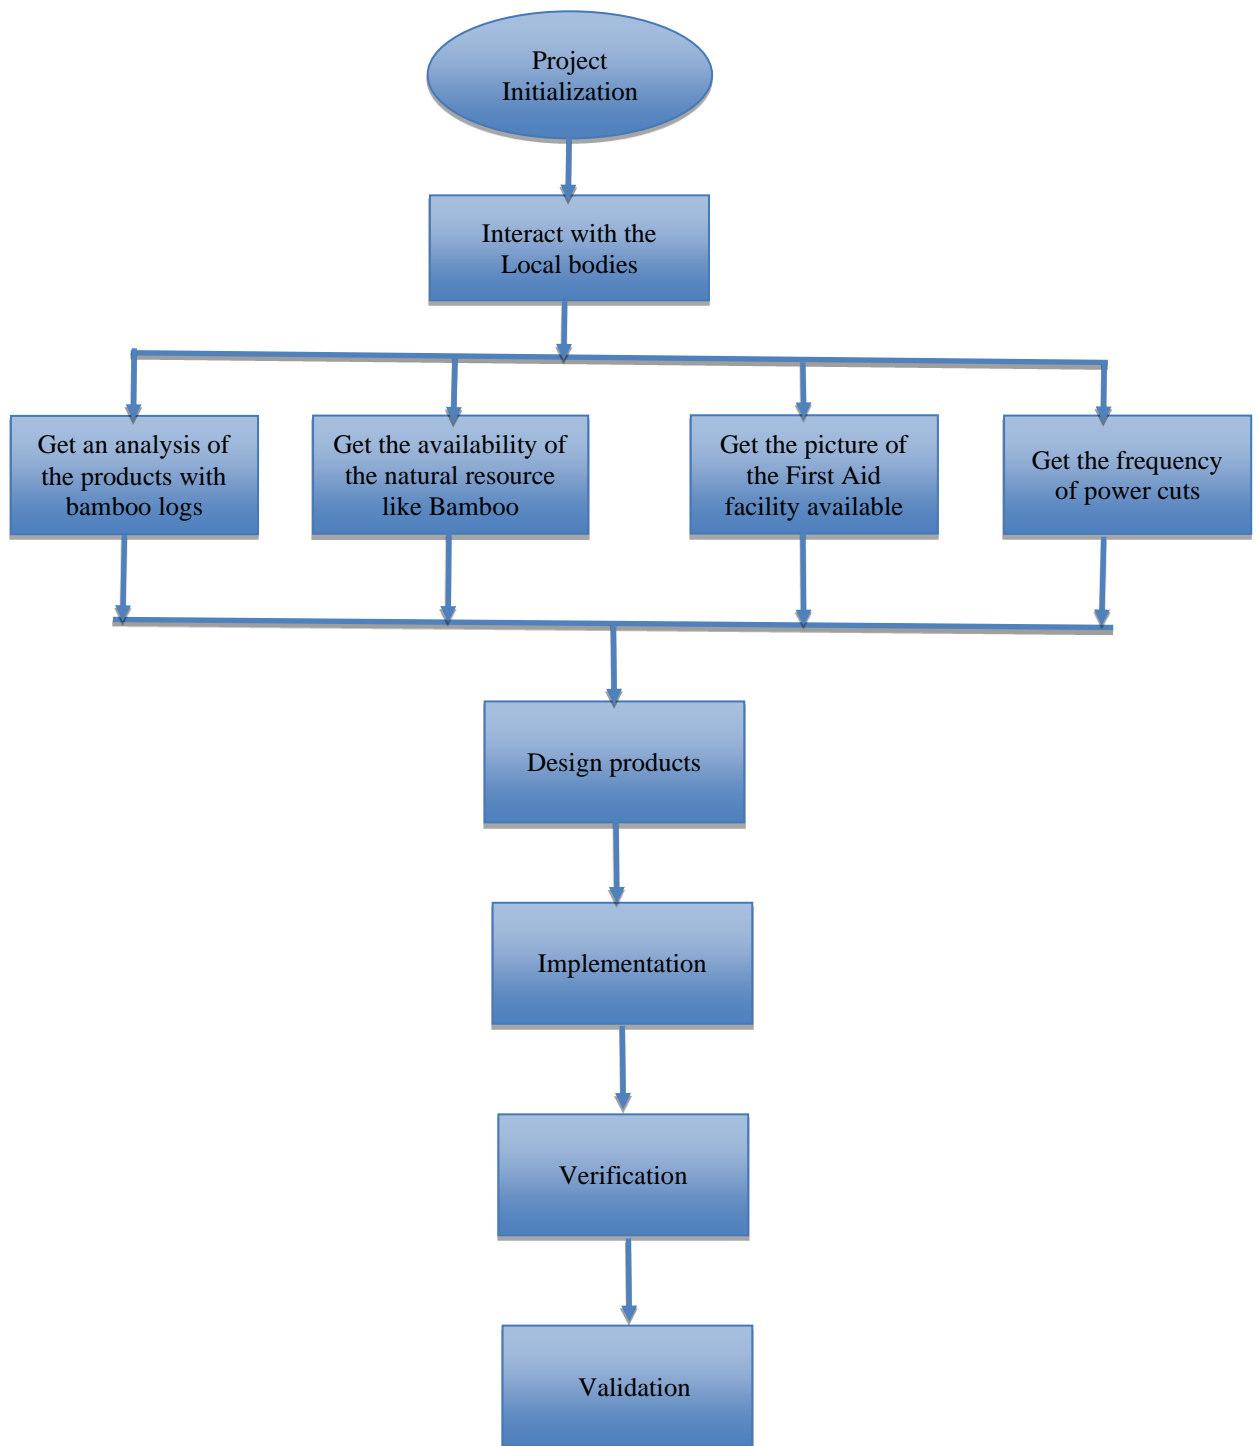 Project
Initialization
Interact with the
Local bodies
Get an analysis of
the products with
bamboo logs
Get the availability of
the natural resource
like Bamboo
Get the picture of
the First Aid
facility available
Get the frequency
of power cuts
Design products
Implementation
Verification
Validation